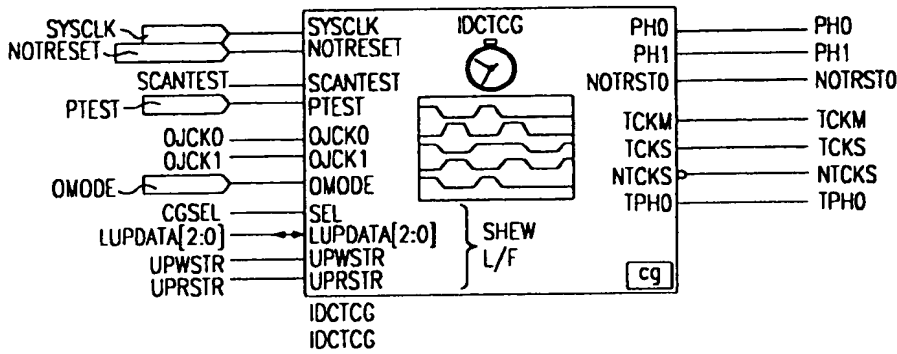 SYSCLK
NOTRESET
SCANTEST
PTEST
OJCK0
OJCK1
OMODE
CGSEL
LUPDATA[2:0]
UPWSTR
UPRSTR
SYSCLK
NOTRESET
SCANTEST
PTEST
OJCK0
OJCK1
OMODE
SEL
LUPDATA[2:0]
UPWSTR
UPRSTR
IDCTCG
SHEW
L/F
PH0
PH1
NOTRST0
TCKM
TCKS
NTCKS
TPH0
cg
PH0
PH1
NOTRST0
TCKM
TCKS
NTCKS
TPH0
IDCTCG
IDCTCG